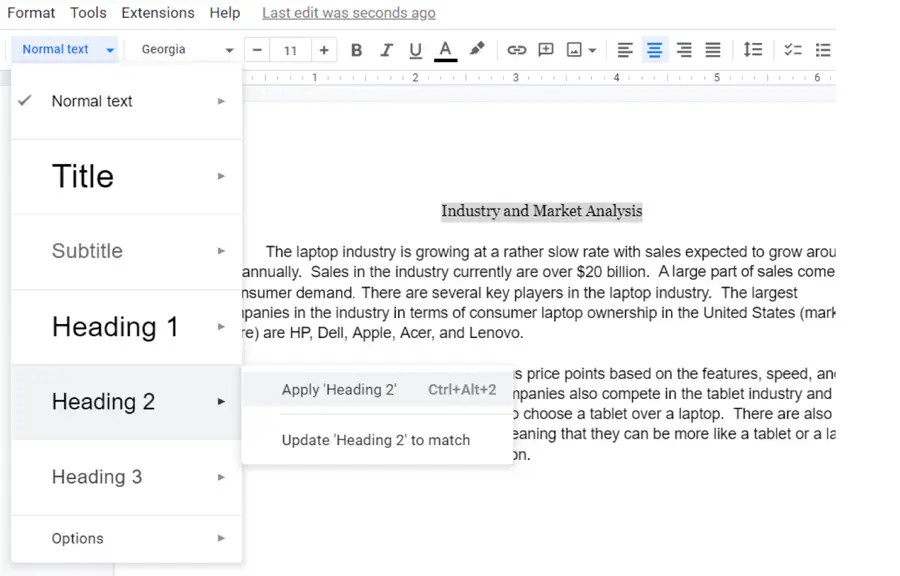 Format Tools Extensions Help Last edit was seconds ago
Normal text Georgia − 11 + B I U A
1 2 3 4 5 6
Normal text
Title
Subtitle
Heading 1
Heading 2
Heading 3
Options
Apply 'Heading 2' Ctrl+Alt+2
Update 'Heading 2' to match
Industry and Market Analysis
The laptop industry is growing at a rather slow rate with sales expected to grow arou
annually. Sales in the industry currently are over $20 billion. A large part of sales come
nsumer demand. There are several key players in the laptop industry. The largest
panies in the industry in terms of consumer laptop ownership in the United States (mark
re) are HP, Dell, Apple, Acer, and Lenovo.
s price points based on the features, speed, and
mpanies also compete in the tablet industry and
o choose a tablet over a laptop. There are also
eaning that they can be more like a tablet or a la
on.